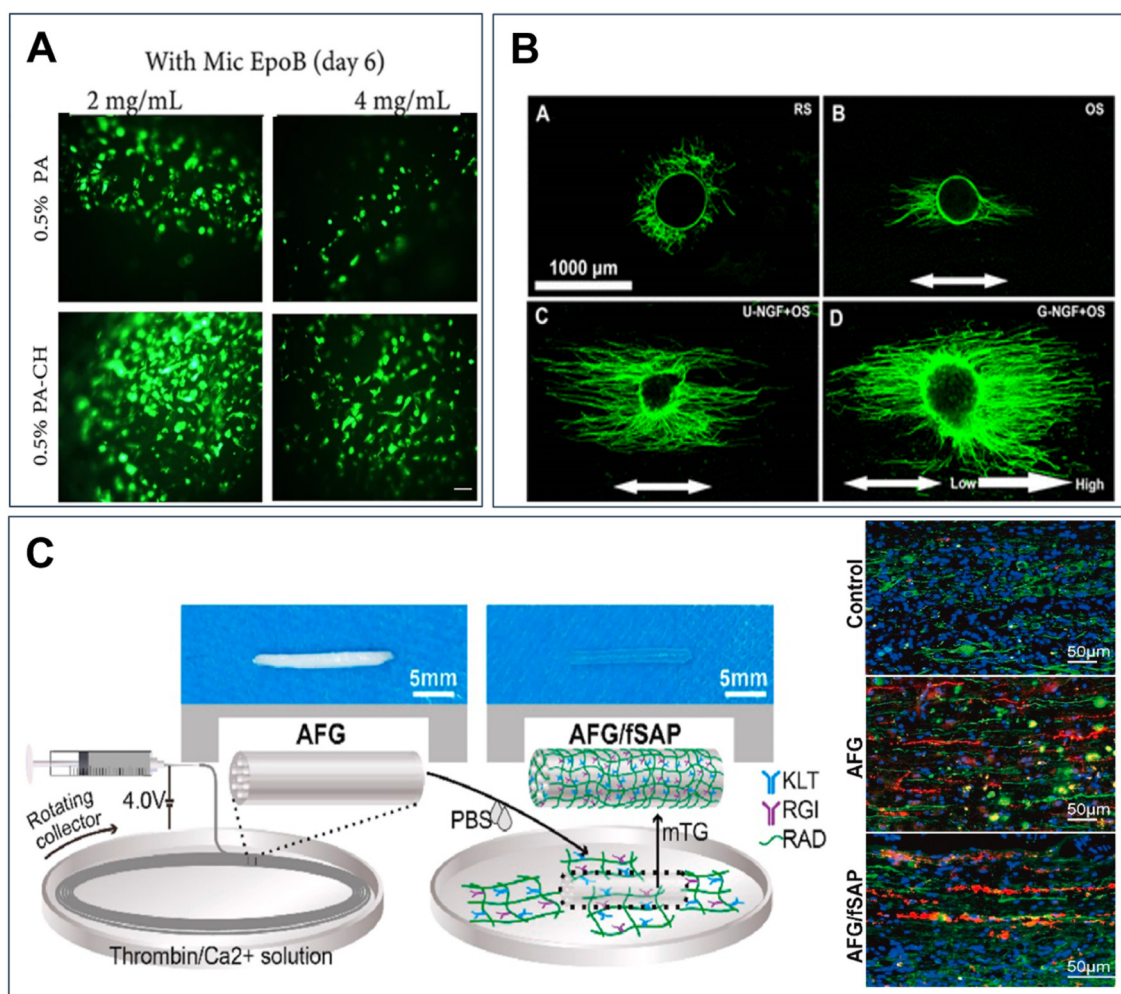 A
With Mic EpoB (day 6)
2 mg/mL
4 mg/mL
0.5% PA
0.5% PA-CH
B
A
RS
B
OS
1000 µm
C
U-NGF+OS
D
G-NGF+OS
Low
High
C
5mm
5mm
AFG
AFG/fSAP
4.0V
Rotating
collector
PBS
mTG
KLT
RGI
RAD
Thrombin/Ca2+ solution
Control
50µm
AFG
50µm
AFG/fSAP
50µm